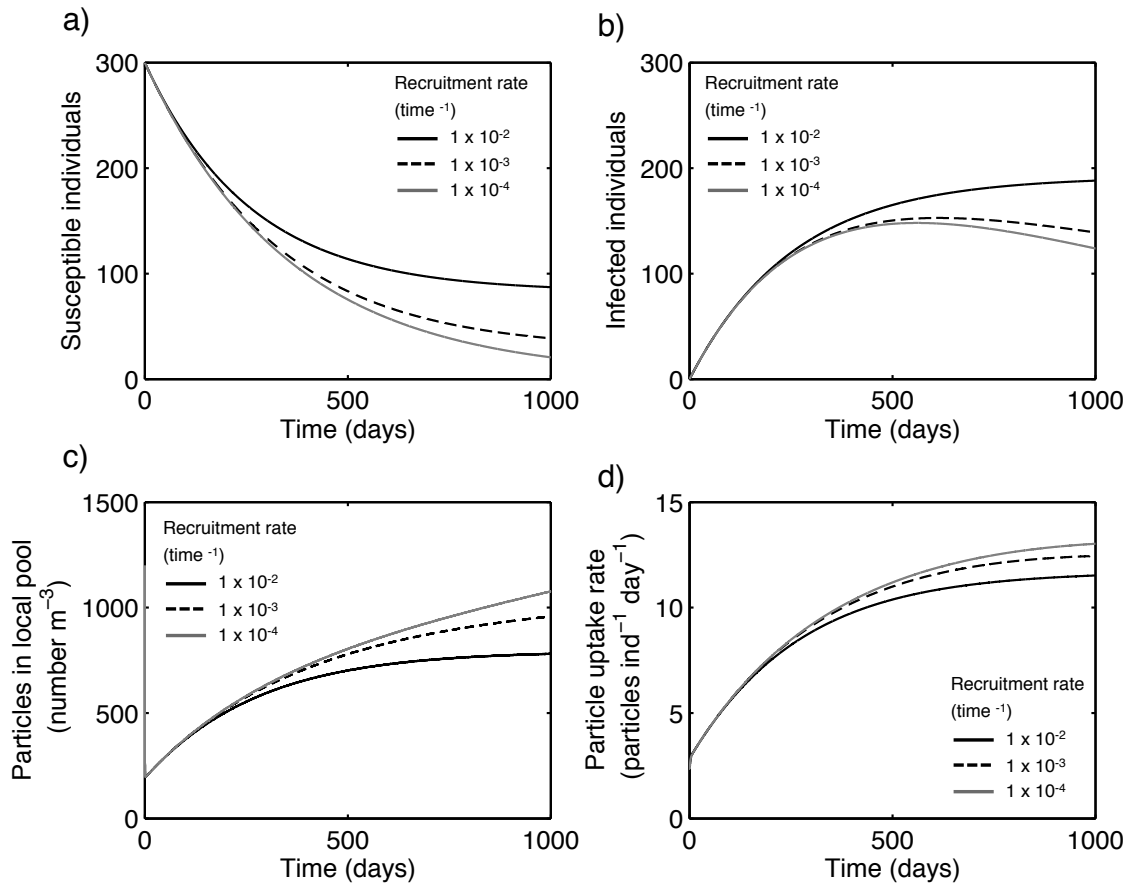 a)
300
200
100
0
Susceptible individuals
Recruitment rate
(time ⁻¹)
1 x 10⁻²
1 x 10⁻³
1 x 10⁻⁴
0
500
1000
Time (days)
b)
300
200
100
0
Infected individuals
Recruitment rate
(time ⁻¹)
1 x 10⁻²
1 x 10⁻³
1 x 10⁻⁴
0
500
1000
Time (days)
c)
1500
1000
500
0
Particles in local pool
(number m⁻³)
Recruitment rate
(time ⁻¹)
1 x 10⁻²
1 x 10⁻³
1 x 10⁻⁴
0
500
1000
Time (days)
d)
15
10
5
0
Particle uptake rate
(particles ind⁻¹ day⁻¹)
Recruitment rate
(time ⁻¹)
1 x 10⁻²
1 x 10⁻³
1 x 10⁻⁴
0
500
1000
Time (days)